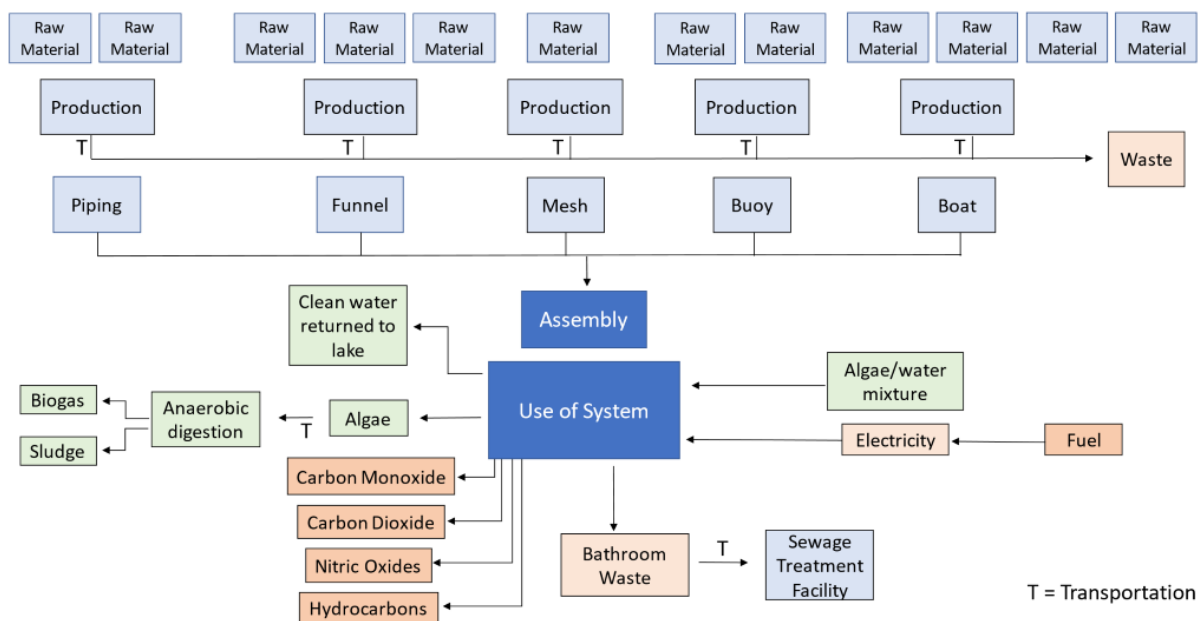 Raw
Material
Raw
Material
Raw
Material
Raw
Material
Raw
Material
Raw
Material
Raw
Material
Raw
Material
Raw
Material
Raw
Material
Raw
Material
Raw
Material
Production
Production
Production
Production
Production
T
T
T
T
T
Waste
Piping
Funnel
Mesh
Buoy
Boat
Assembly
Clean water
returned to
lake
Use of System
Algae/water
mixture
Biogas
Sludge
Anaerobic
digestion
T
Algae
Electricity
Fuel
Carbon Monoxide
Carbon Dioxide
Nitric Oxides
Hydrocarbons
Bathroom
Waste
T
Sewage
Treatment
Facility
T = Transportation